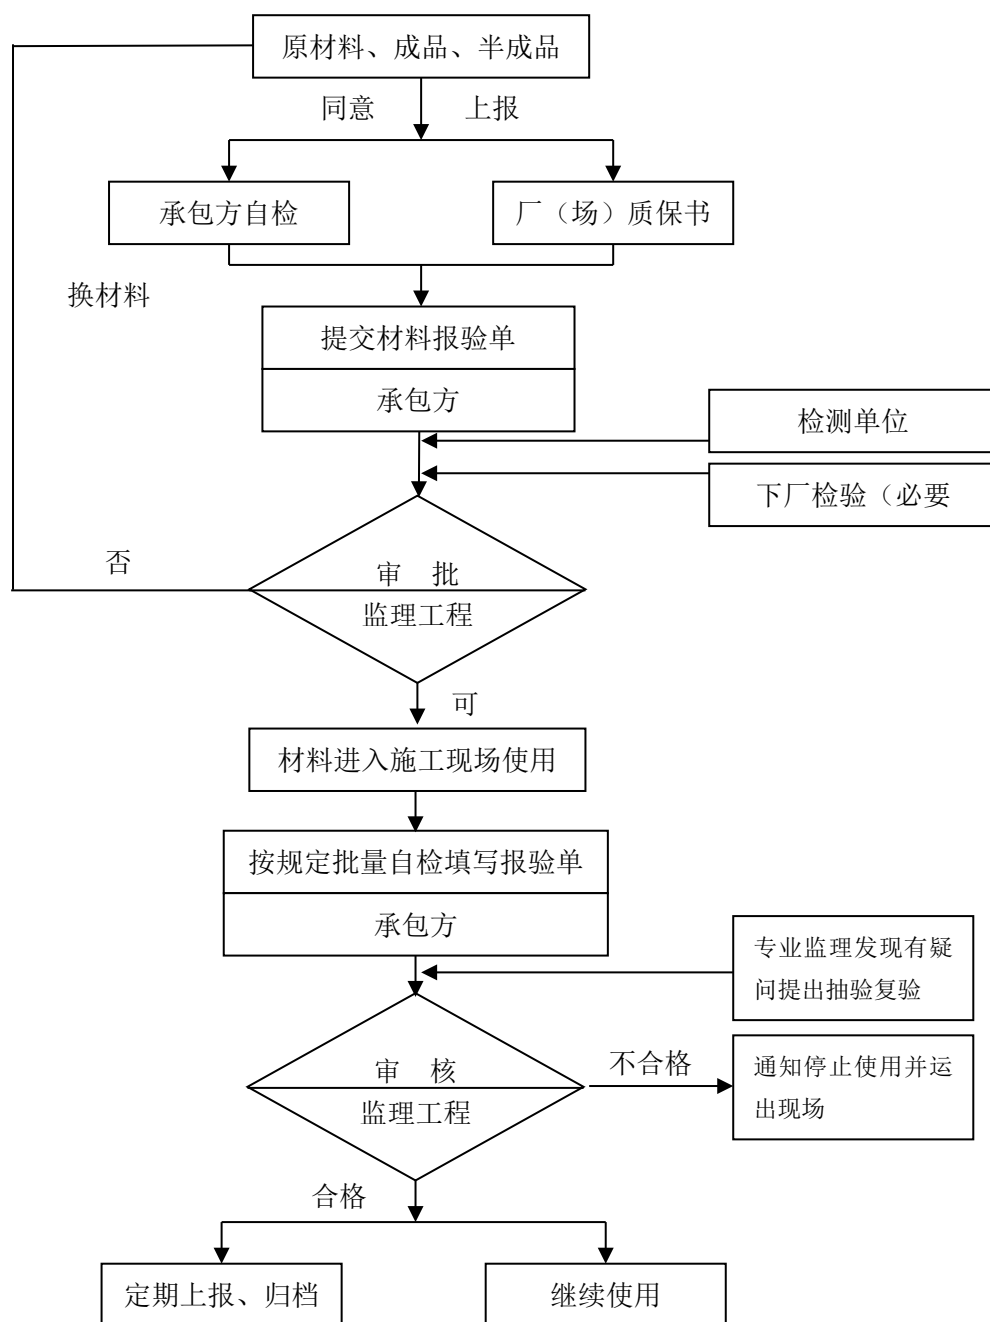 原材料、成品、半成品
同意 上报
承包方自检
厂（场）质保书
换材料
提交材料报验单
承包方
检测单位
下厂检验（必要
否
审 批
监理工程
可
材料进入施工现场使用
按规定批量自检填写报验单
承包方
专业监理发现有疑
问提出抽验复验
审 核
监理工程
不合格
通知停止使用并运
出现场
合格
定期上报、归档
继续使用